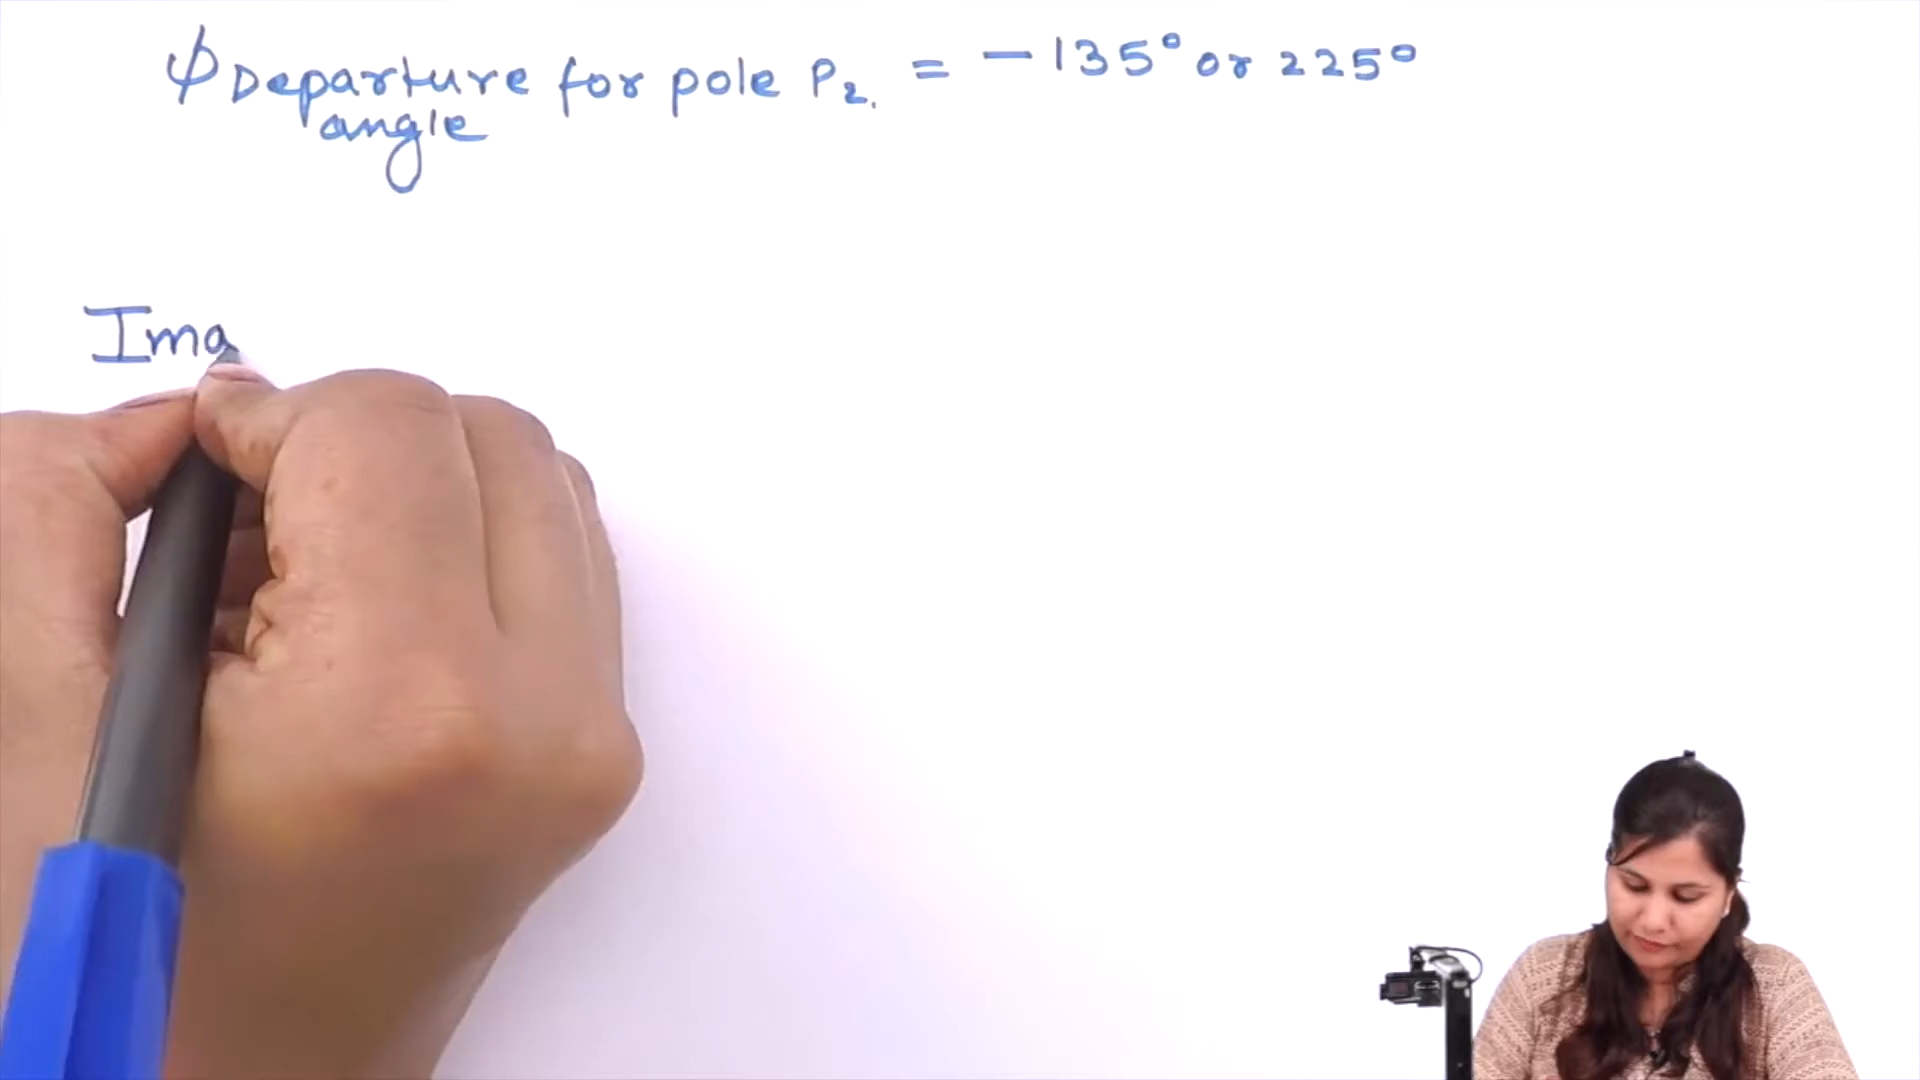 φ Departure for pole P₂. = -135° or 225°
angle
Ima